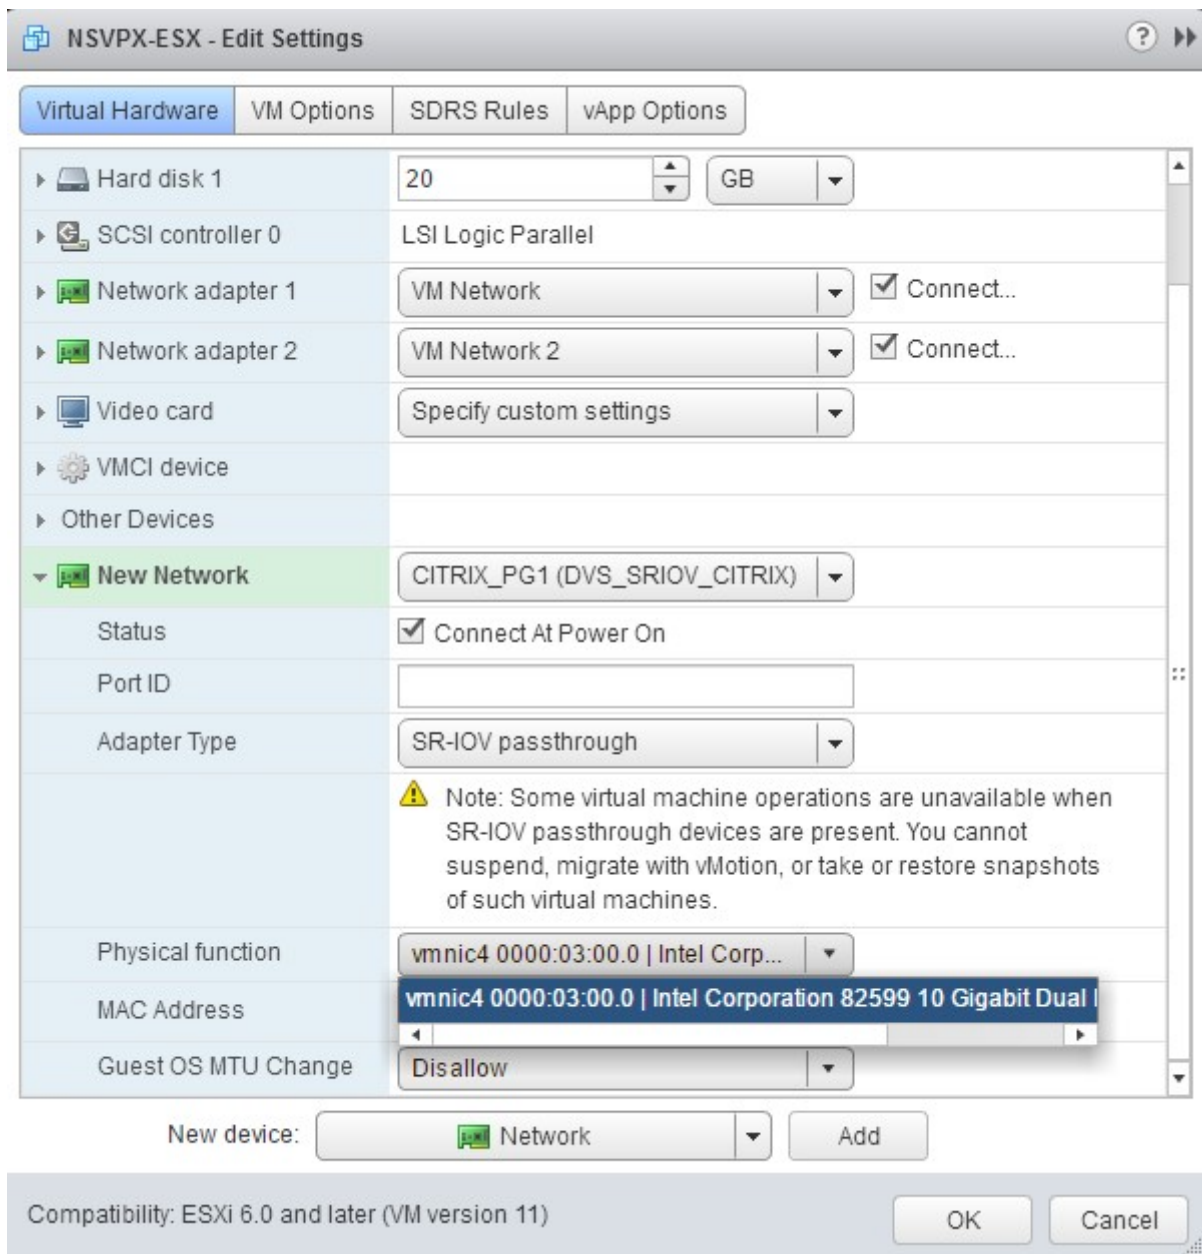 NSVPX-ESX - Edit Settings
Virtual Hardware VM Options SDRS Rules vApp Options
Hard disk 1 20 GB
SCSI controller 0 LSI Logic Parallel
Network adapter 1 VM Network Connect...
Network adapter 2 VM Network 2 Connect...
Video card Specify custom settings
VMCI device
Other Devices
New Network CITRIX_PG1 (DVS_SRIOV_CITRIX)
Status Connect At Power On
Port ID
Adapter Type SR-IOV passthrough
Note: Some virtual machine operations are unavailable when
SR-IOV passthrough devices are present. You cannot
suspend, migrate with vMotion, or take or restore snapshots
of such virtual machines.
Physical function vmnic4 0000:03:00.0 | Intel Corp...
vmnic4 0000:03:00.0 | Intel Corporation 82599 10 Gigabit Dual
MAC Address
Guest OS MTU Change Disallow
New device: Network Add
Compatibility: ESXi 6.0 and later (VM version 11) OK Cancel